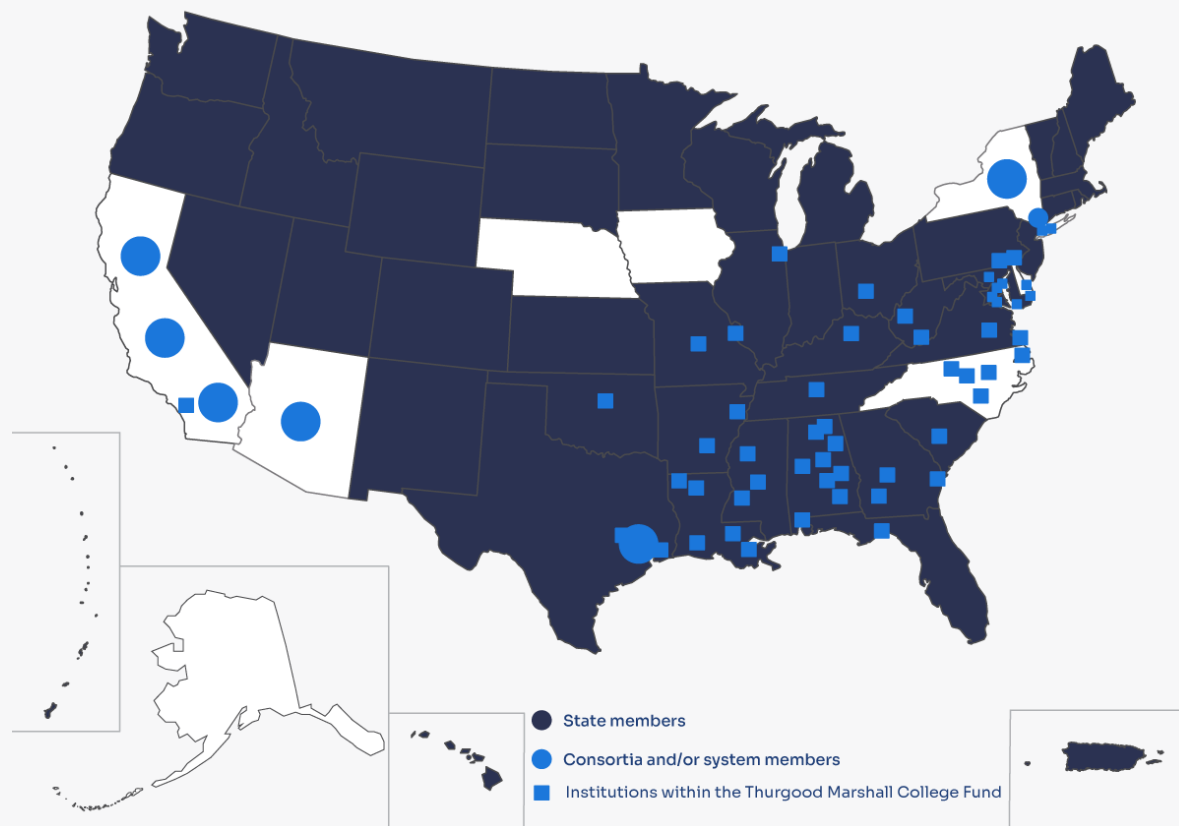 State members
Consortia and/or system members
Institutions within the Thurgood Marshall College Fund